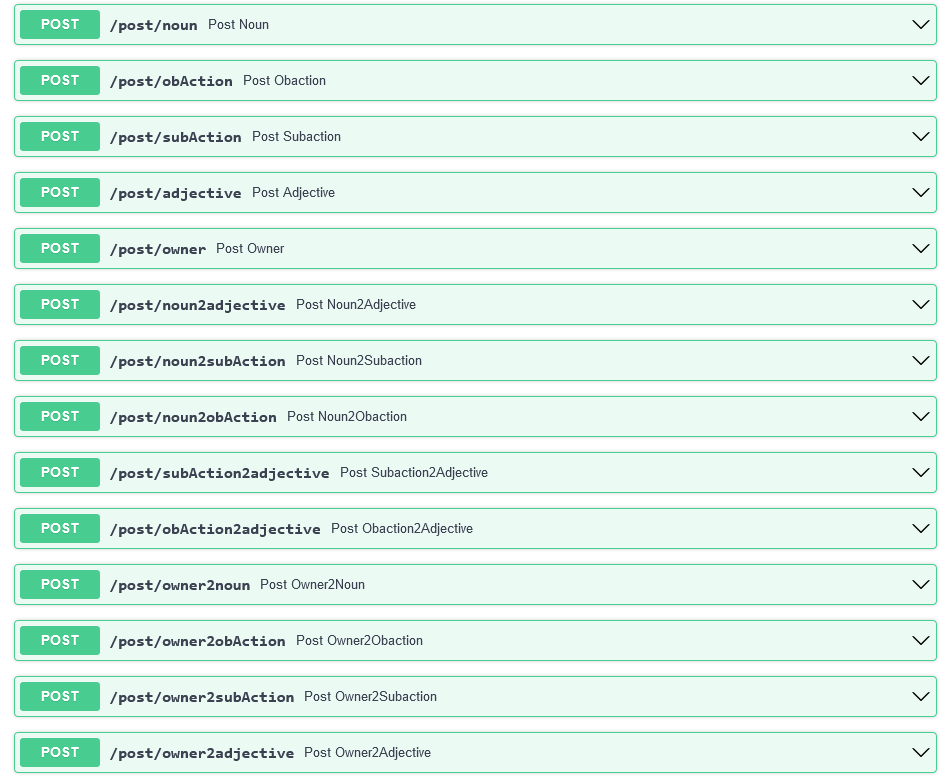 POST /post/noun Post Noun
POST /post/obAction Post Obaction
POST /post/subAction Post Subaction
POST /post/adjective Post Adjective
POST /post/owner Post Owner
POST /post/noun2adjective Post Noun2Adjective
POST /post/noun2subAction Post Noun2Subaction
POST /post/noun2obAction Post Noun2Obaction
POST /post/subAction2adjective Post Subaction2Adjective
POST /post/obAction2adjective Post Obaction2Adjective
POST /post/owner2noun Post Owner2Noun
POST /post/owner2obAction Post Owner2Obaction
POST /post/owner2subAction Post Owner2Subaction
POST /post/owner2adjective Post Owner2Adjective